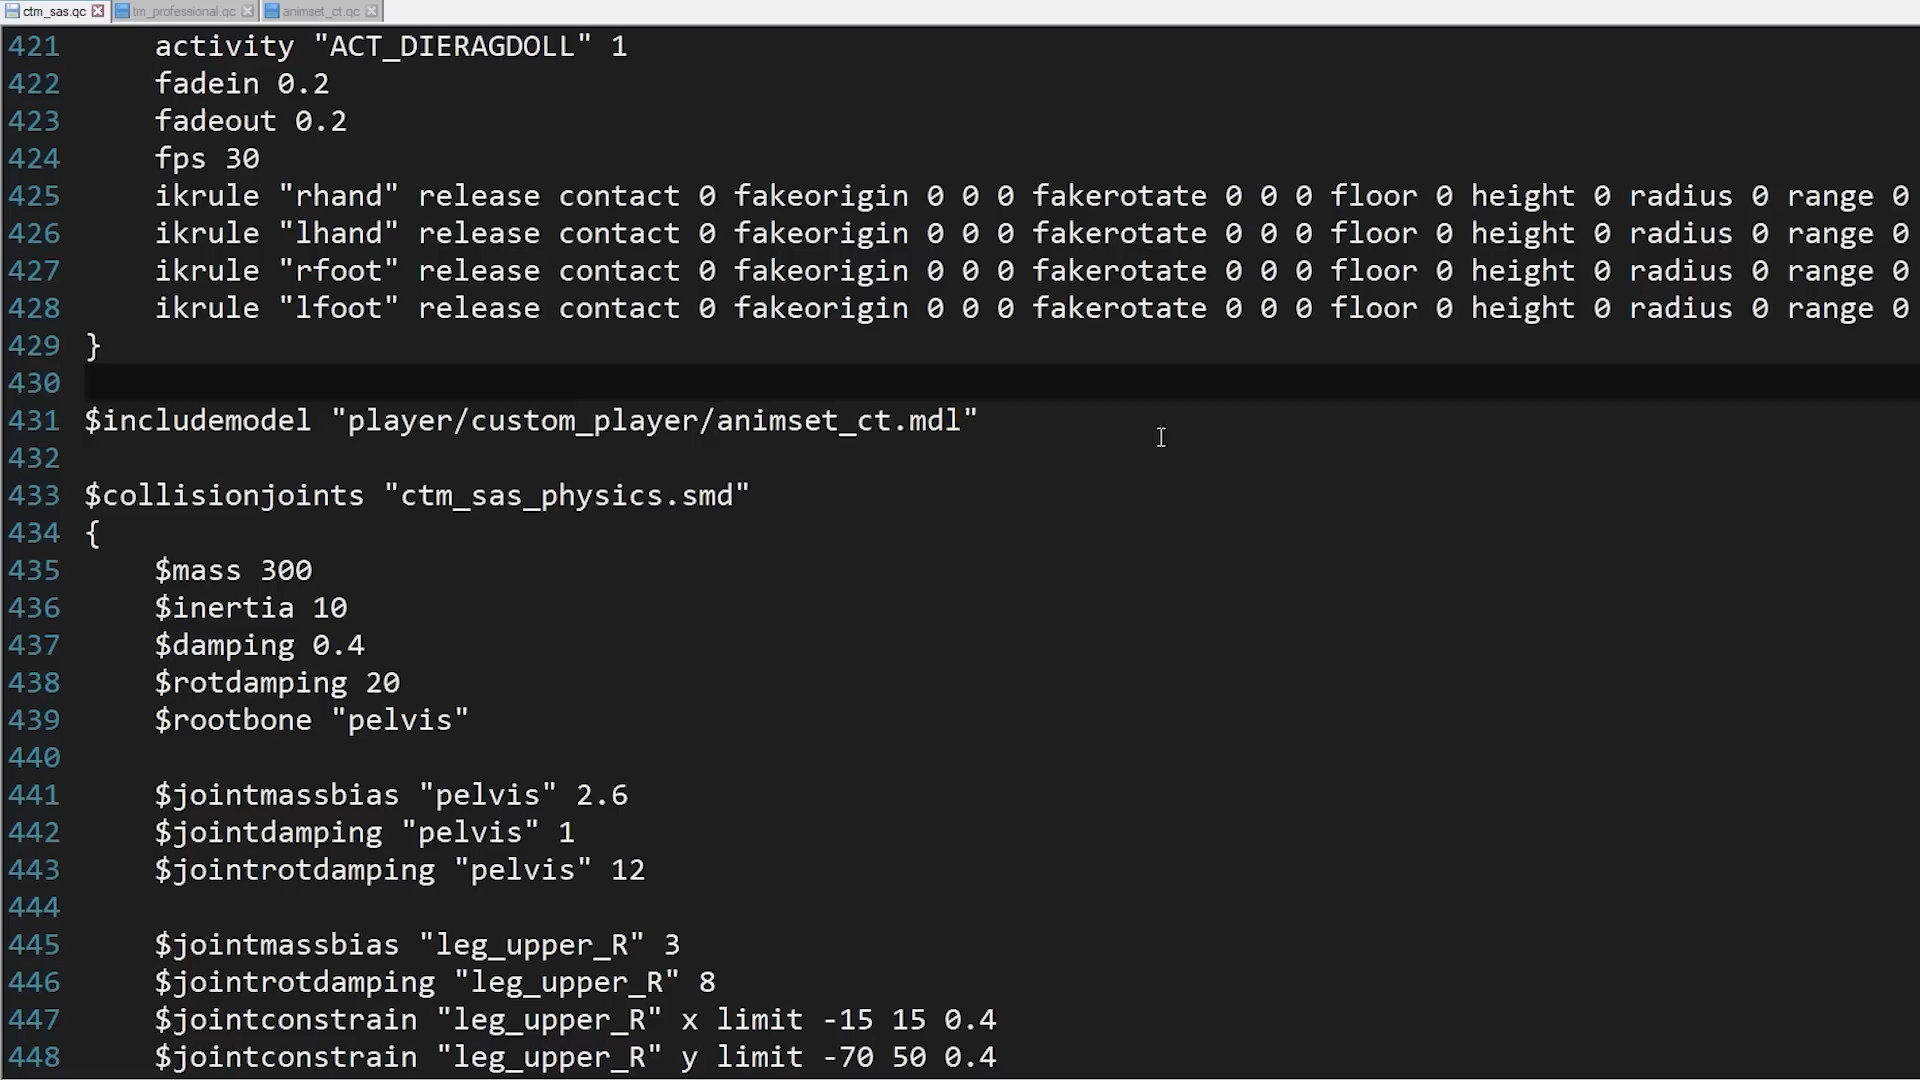 ctm_sas.qc tm_professional.qc animset_ct.qc
421 activity "ACT_DIERAGDOLL" 1
422 fadein 0.2
423 fadeout 0.2
424 fps 30
425 ikrule "rhand" release contact 0 fakeorigin 0 0 0 fakerotate 0 0 0 floor 0 height 0 radius 0 range 0
426 ikrule "lhand" release contact 0 fakeorigin 0 0 0 fakerotate 0 0 0 floor 0 height 0 radius 0 range 0
427 ikrule "rfoot" release contact 0 fakeorigin 0 0 0 fakerotate 0 0 0 floor 0 height 0 radius 0 range 0
428 ikrule "lfoot" release contact 0 fakeorigin 0 0 0 fakerotate 0 0 0 floor 0 height 0 radius 0 range 0
429 }
430
431 $includemodel "player/custom_player/animset_ct.mdl"
432
433 $collisionjoints "ctm_sas_physics.smd"
434 {
435 $mass 300
436 $inertia 10
437 $damping 0.4
438 $rotdamping 20
439 $rootbone "pelvis"
440
441 $jointmassbias "pelvis" 2.6
442 $jointdamping "pelvis" 1
443 $jointrotdamping "pelvis" 12
444
445 $jointmassbias "leg_upper_R" 3
446 $jointrotdamping "leg_upper_R" 8
447 $jointconstrain "leg_upper_R" x limit -15 15 0.4
448 $jointconstrain "leg_upper_R" y limit -70 50 0.4